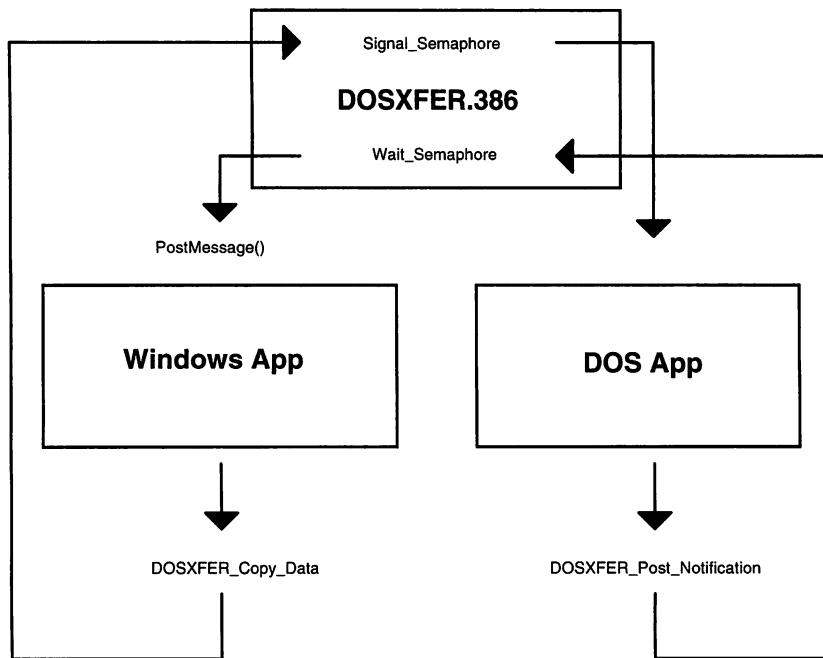 Signal_Semaphore
DOSXFER.386
Wait_Semaphore
PostMessage()
Windows App
DOS App
DOSXFER_Copy_Data
DOSXFER_Post_Notification